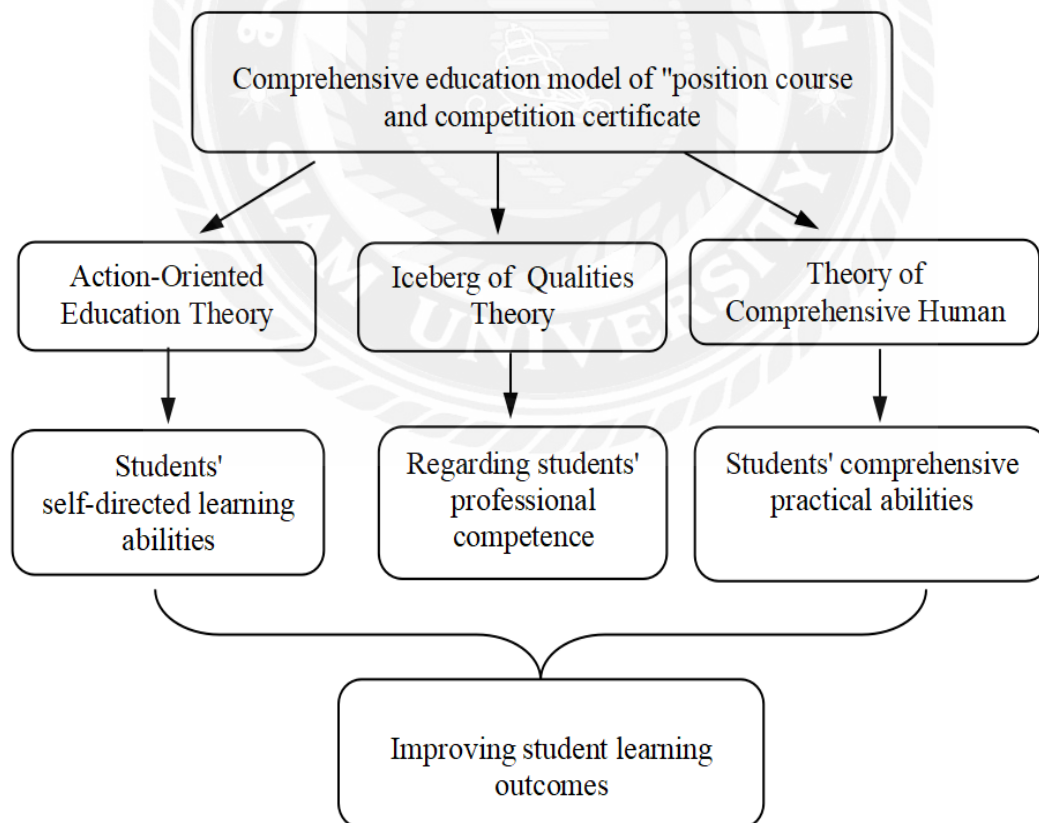 Comprehensive education model of "position course
and competition certificate
Action-Oriented
Education Theory
Iceberg of Qualities
Theory
Theory of
Comprehensive Human
Students'
self-directed learning
abilities
Regarding students'
professional
competence
Students' comprehensive
practical abilities
Improving student learning
outcomes
SIAM UNIVERSITY